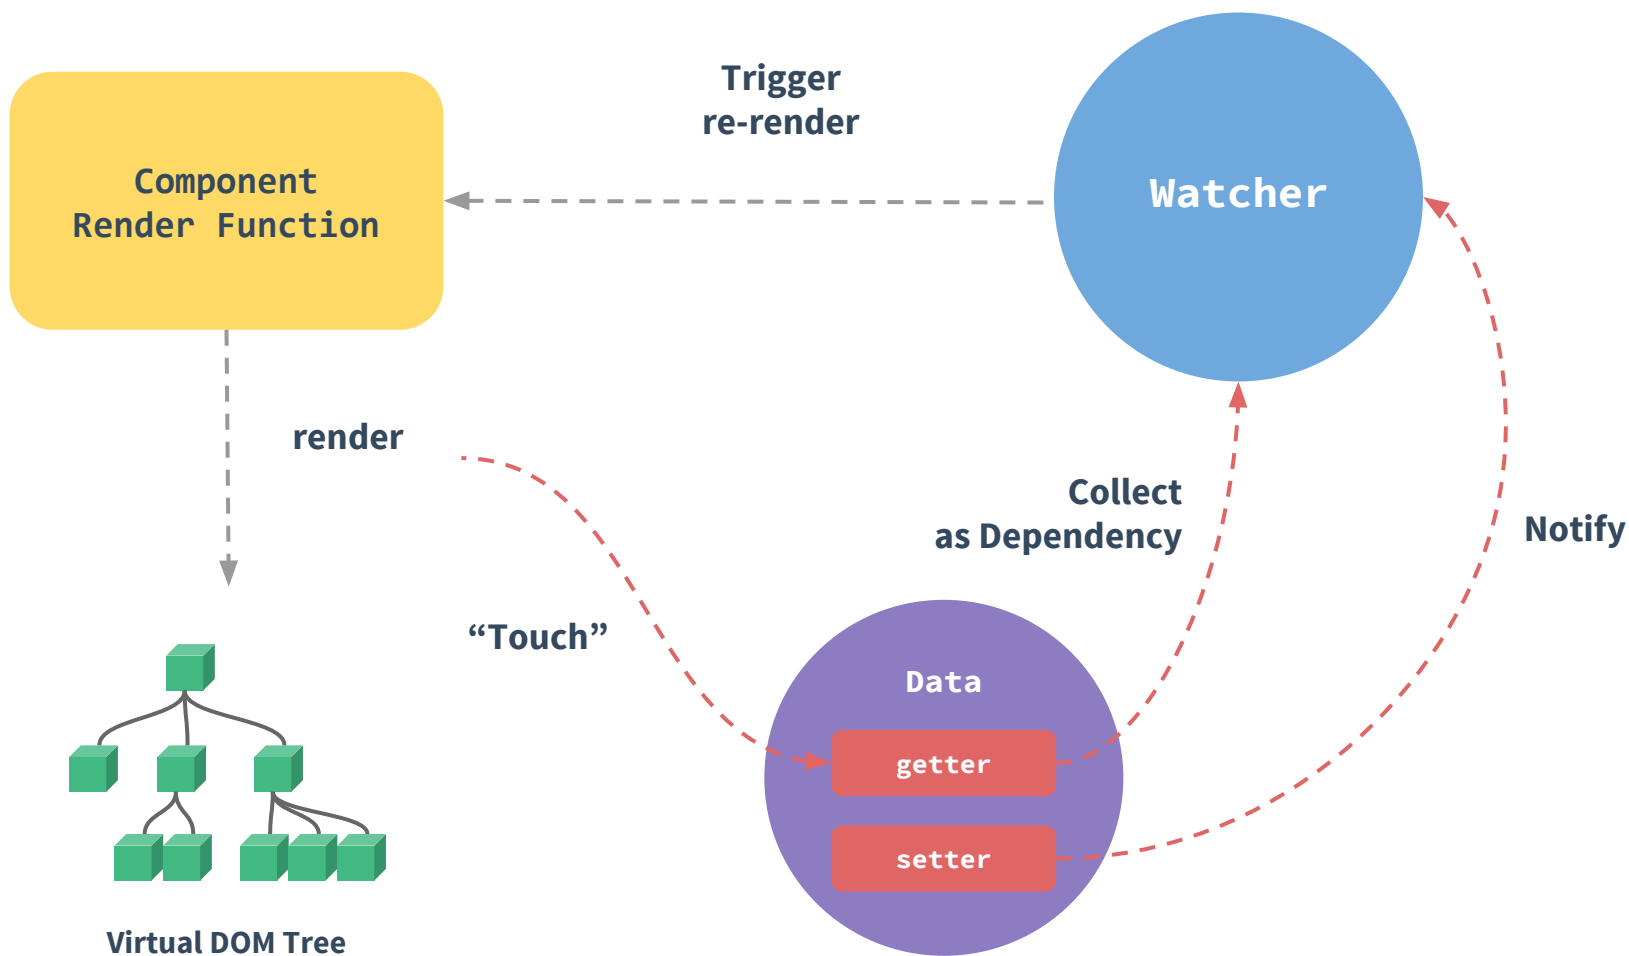 Trigger
re-render
Component
Render Function
Watcher
render
Collect
as Dependency
Notify
“Touch”
Data
getter
setter
Virtual DOM Tree